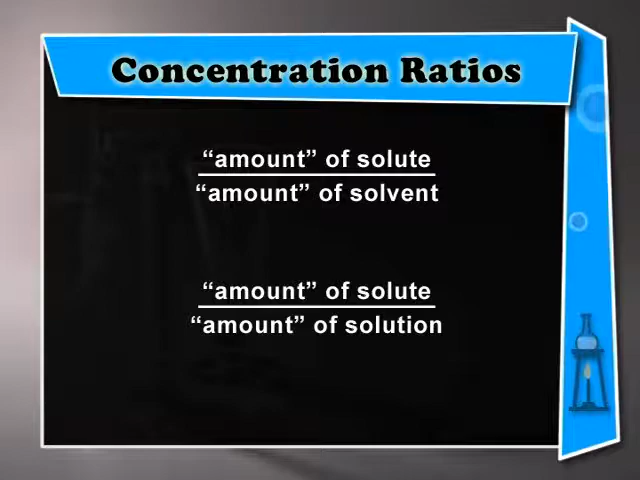 Concentration Ratios
“amount” of solute
“amount” of solvent
“amount” of solute
“amount” of solution